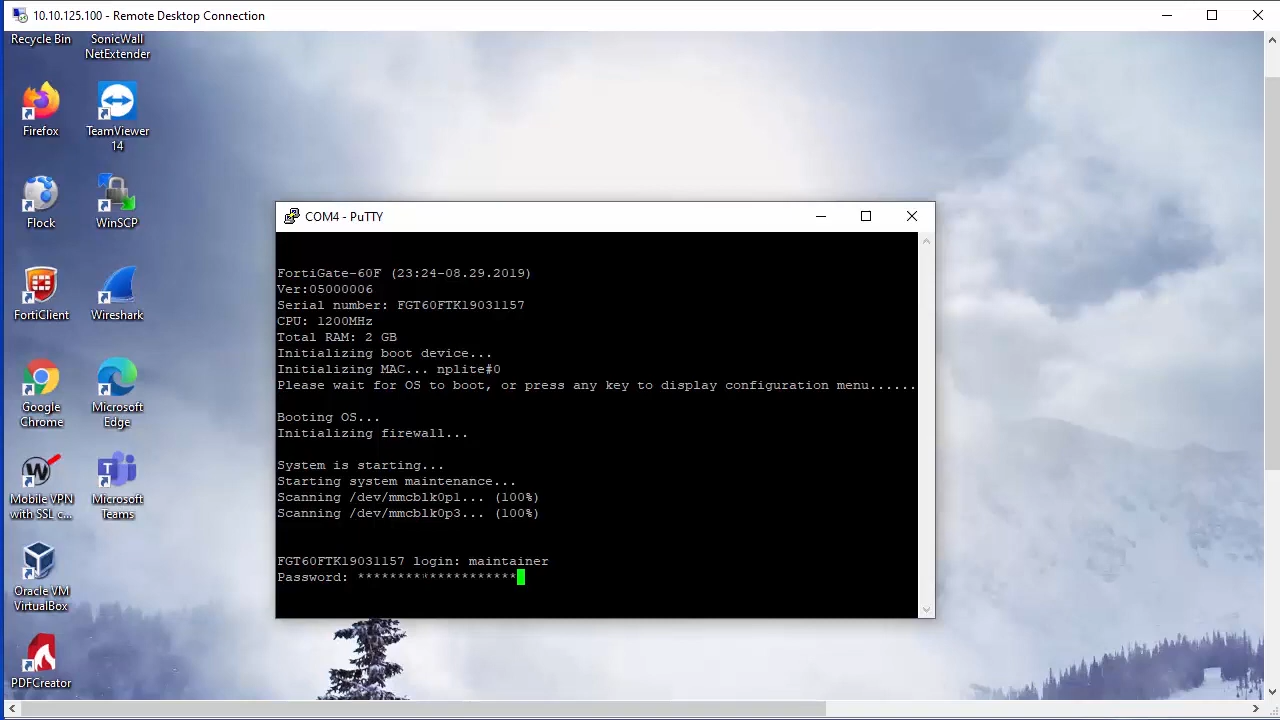 10.10.125.100 - Remote Desktop Connection
Recycle Bin
SonicWall
NetExtender
Firefox
TeamViewer
14
Flock
WinSCP
FortiClient
Wireshark
Google
Chrome
Microsoft
Edge
Mobile VPN
with SSL c...
Microsoft
Teams
Oracle VM
VirtualBox
PDFCreator
COM4 - PuTTY
FortiGate-60F (23:24-08.29.2019)
Ver:05000006
Serial number: FGT60FTK19031157
CPU: 1200MHz
Total RAM: 2 GB
Initializing boot device...
Initializing MAC... nplite#0
Please wait for OS to boot, or press any key to display configuration menu......
Booting OS...
Initializing firewall...
System is starting...
Starting system maintenance...
Scanning /dev/mmcblk0p1... (100%)
Scanning /dev/mmcblk0p3... (100%)
FGT60FTK19031157 login: maintainer
Password: ********************